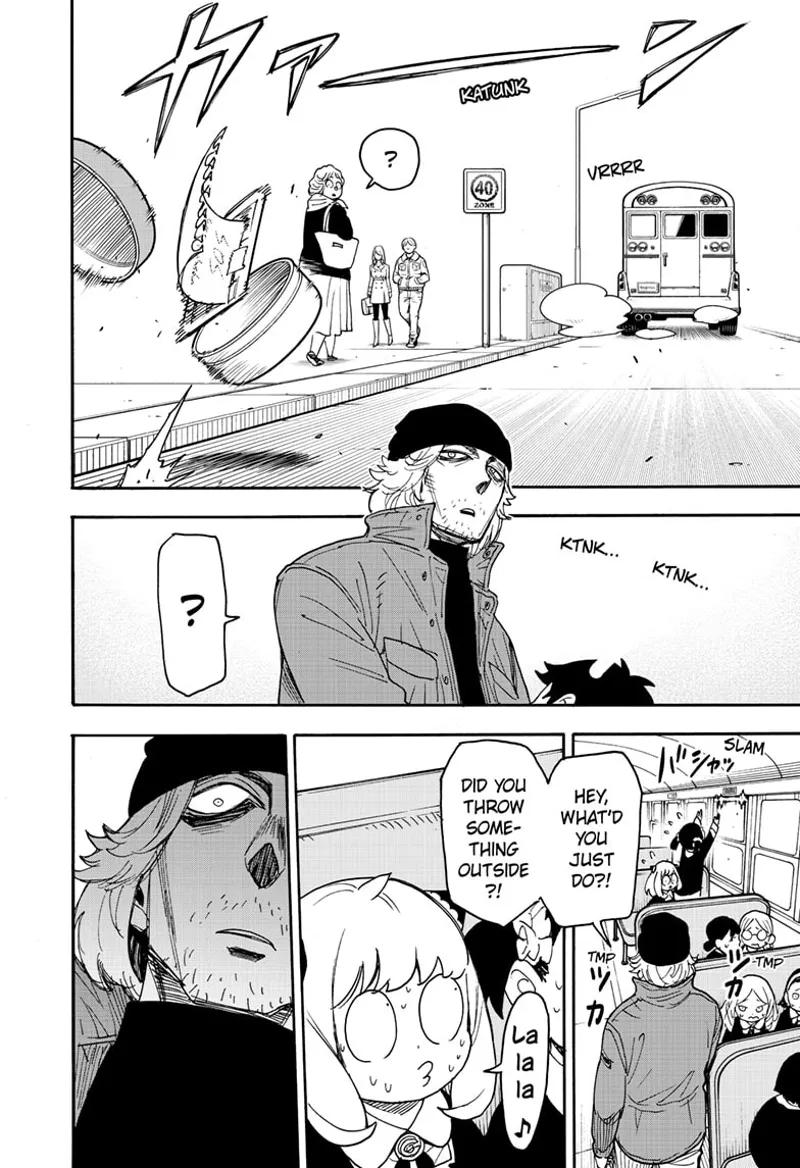 カァーン
KATUNK
?
40
ZONE
VRRRR
KTNK...
KTNK...
?
バシャッ
SLAM
HEY,
WHAT'D
YOU
JUST
DO?!
DID YOU
THROW
SOME-
THING
OUTSIDE
?!
TMP
ツカ
TMP
ツカ
La
la
la
♪